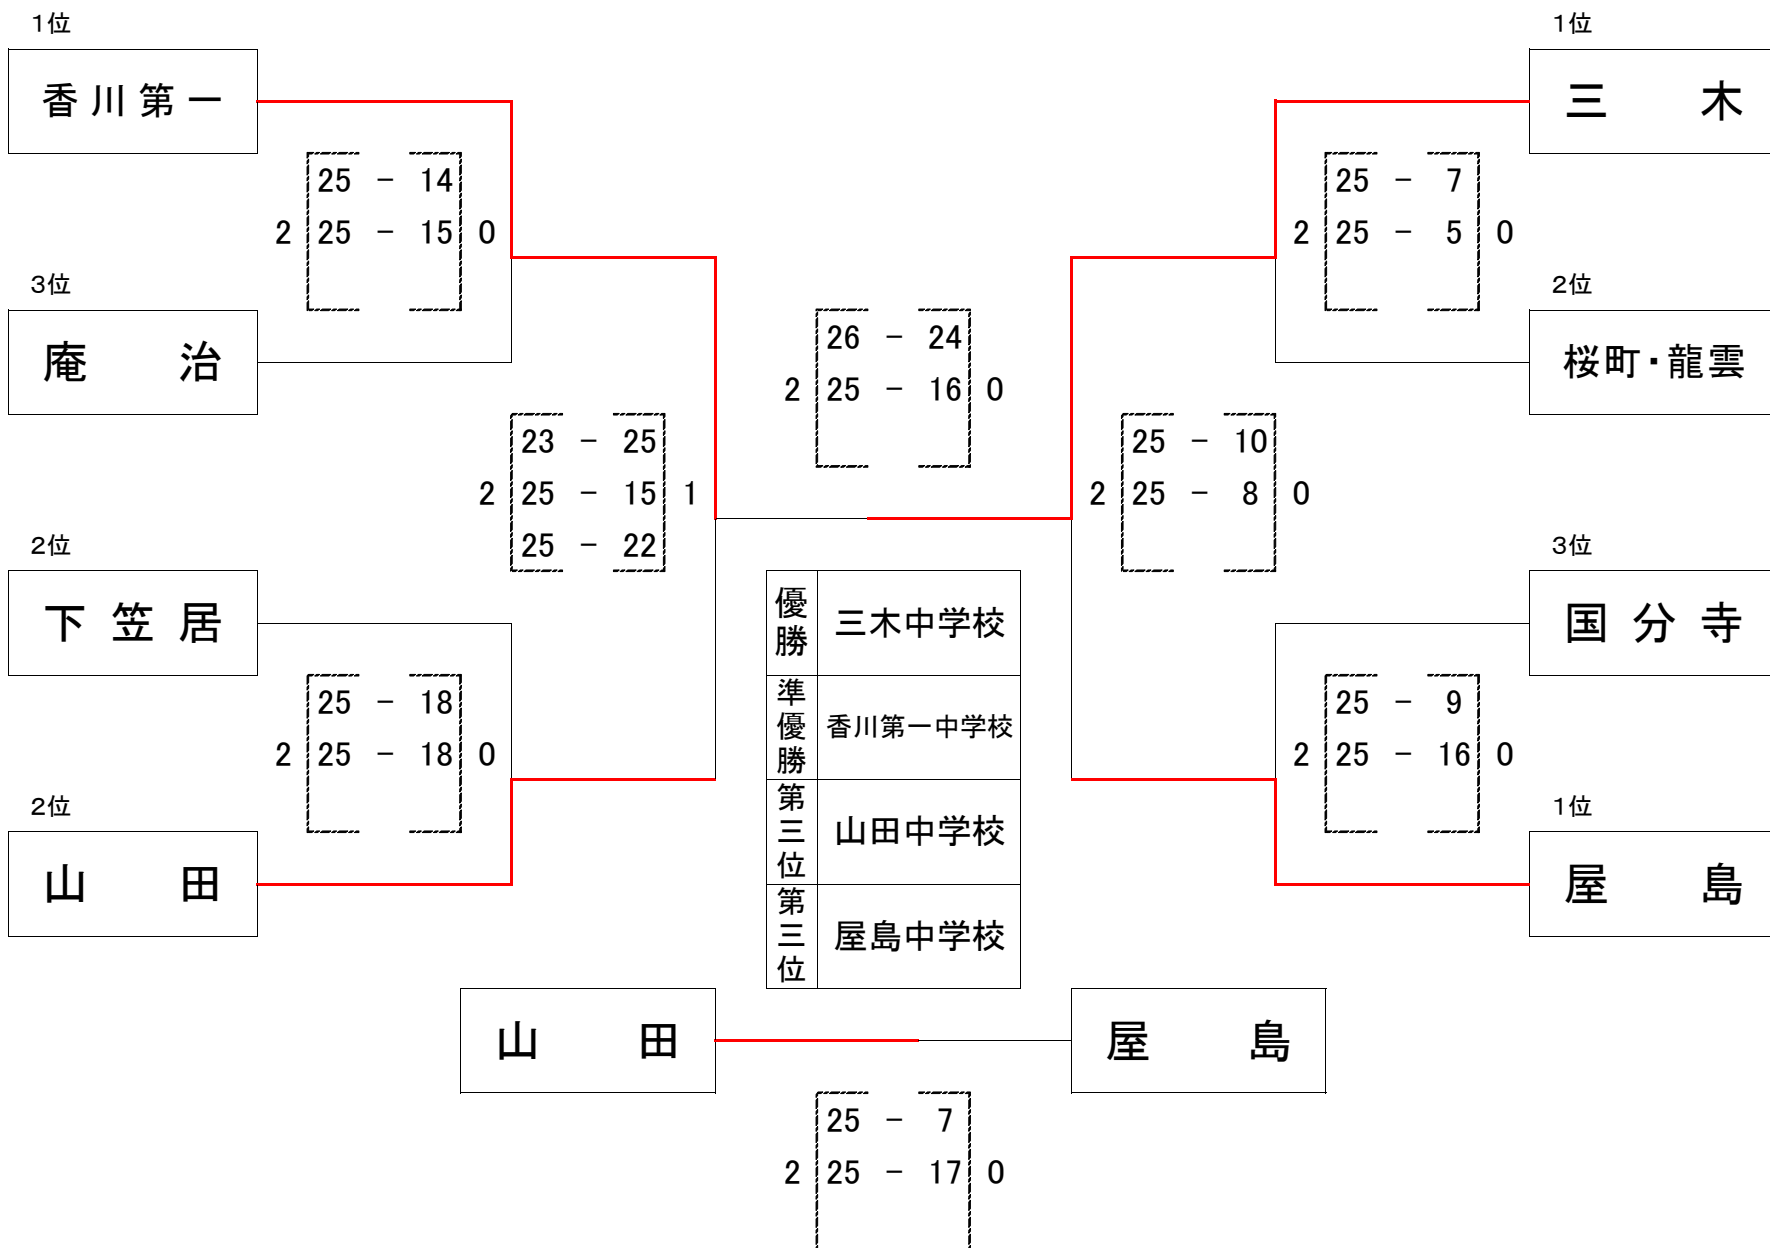 1位
1位
香川第一
三木
25 - 14
25 - 7
2 25 - 15 0
2 25 - 5 0
3位
2位
庵治
桜町・龍雲
26 - 24
2 25 - 16 0
23 - 25
25 - 10
2 25 - 15 1
2 25 - 8 0
25 - 22
2位
3位
下笠居
国分寺
優勝 三木中学校
25 - 18
25 - 9
2 25 - 18 0
2 25 - 16 0
準優勝 香川第一中学校
2位
1位
山田
屋島
第三位 山田中学校
第三位 屋島中学校
山田
屋島
25 - 7
2 25 - 17 0